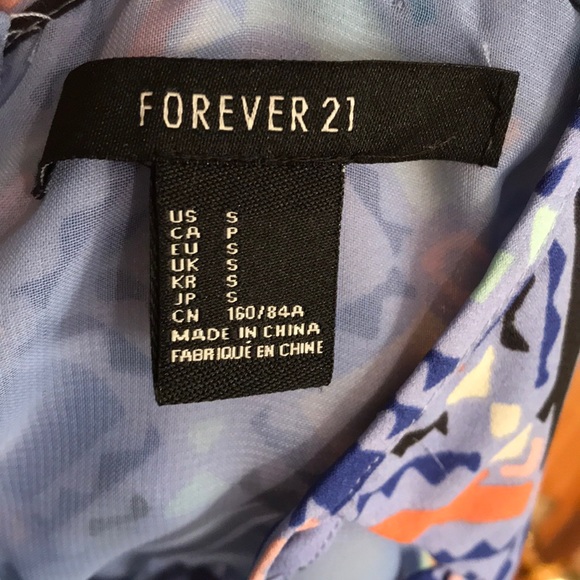 FOREVER 21
US S
CA P
EU S
UK S
KR S
JP S
CN 160/84A
MADE IN CHINA
FABRIQUÉ EN CHINE